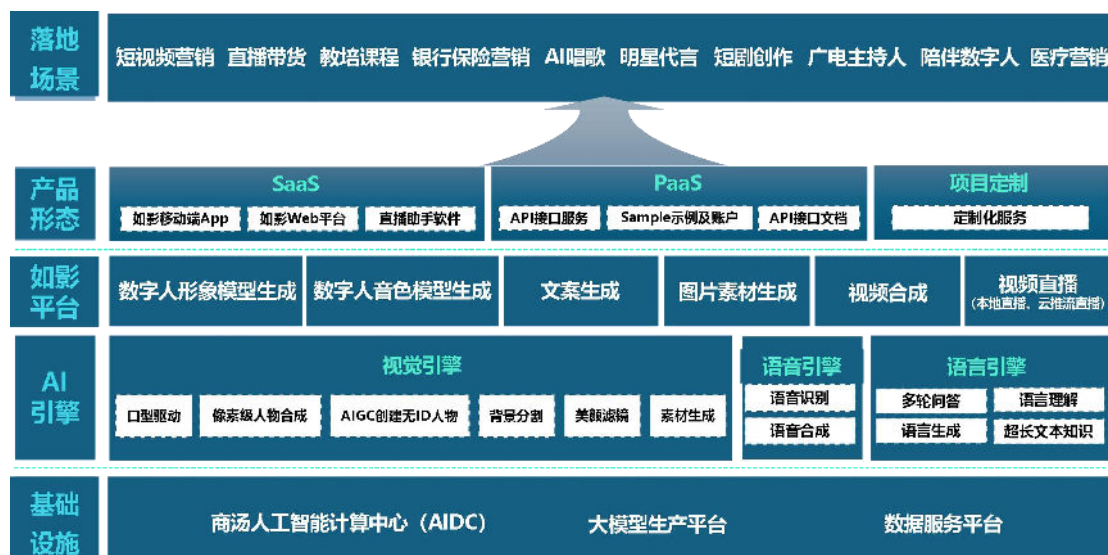 落地
场景
短视频营销 直播带货 教培课程 银行保险营销 AI唱歌 明星代言 短剧创作 广电主持人 陪伴数字人 医疗营销
产品
形态
SaaS
如影移动端App 如影Web平台 直播助手软件
PaaS
API接口服务 Sample示例及账户 API接口文档
项目定制
定制化服务
如影
平台
数字人形象模型生成 数字人音色模型生成 文案生成 图片素材生成 视频合成 视频直播
(本地直播、云推流直播)
AI
引擎
视觉引擎
口型驱动 像素级人物合成 AIGC创建无ID人物 背景分割 美颜滤镜 素材生成
语音引擎
语音识别
语音合成
语言引擎
多轮问答 语言理解
语言生成 超长文本知识
基础
设施
商汤人工智能计算中心（AIDC） 大模型生产平台 数据服务平台